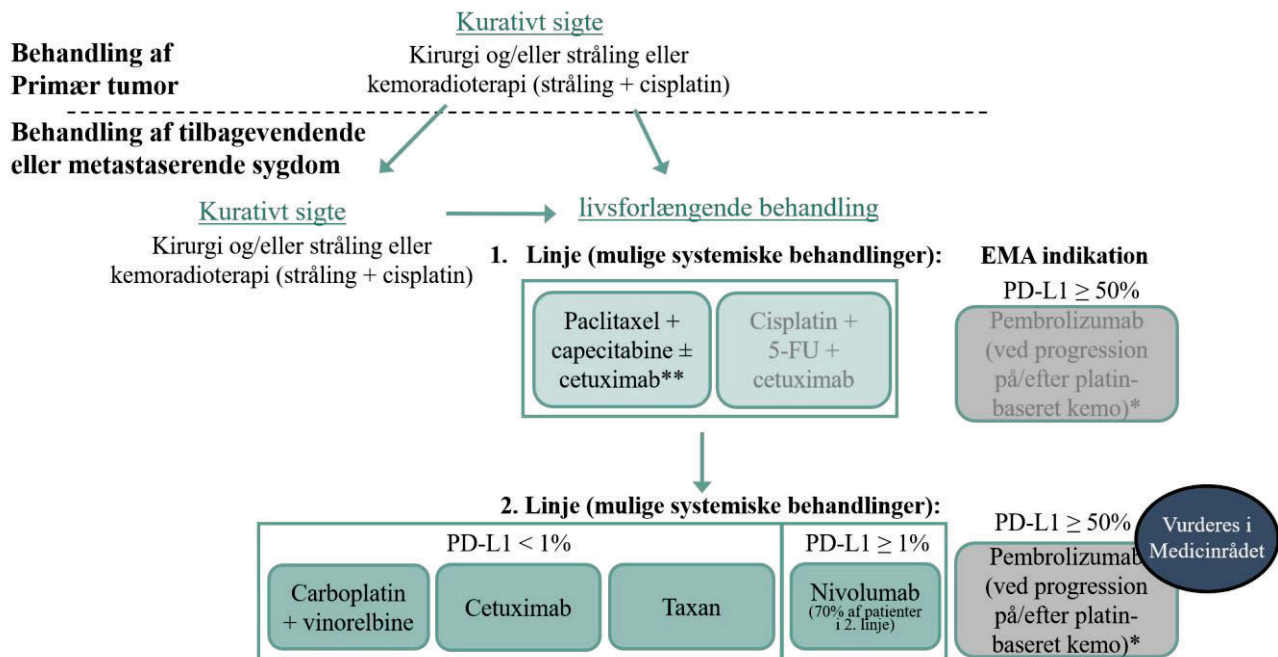 Kurativt sigte
Behandling af
Primær tumor
Kirurgi og/eller stråling eller
kemoradioterapi (stråling + cisplatin)
Behandling af tilbagevendende
eller metastaserende sygdom
Kurativt sigte
Kirurgi og/eller stråling eller
kemoradioterapi (stråling + cisplatin)
livsforlængende behandling
1. Linje (mulige systemiske behandlinger):
Paclitaxel +
capecitabine ±
cetuximab**
Cisplatin +
5-FU +
cetuximab
EMA indikation
PD-L1 ≥ 50%
Pembrolizumab
(ved progression
på/efter platin-
baseret kemo)*
2. Linje (mulige systemiske behandlinger):
PD-L1 < 1%
Carboplatin
+ vinorelbine
Cetuximab
Taxan
PD-L1 ≥ 1%
Nivolumab
(70% af patienter
i 2. linje)
PD-L1 ≥ 50%
Pembrolizumab
(ved progression
på/efter platin-
baseret kemo)*
Vurderes i
Medicinrådet